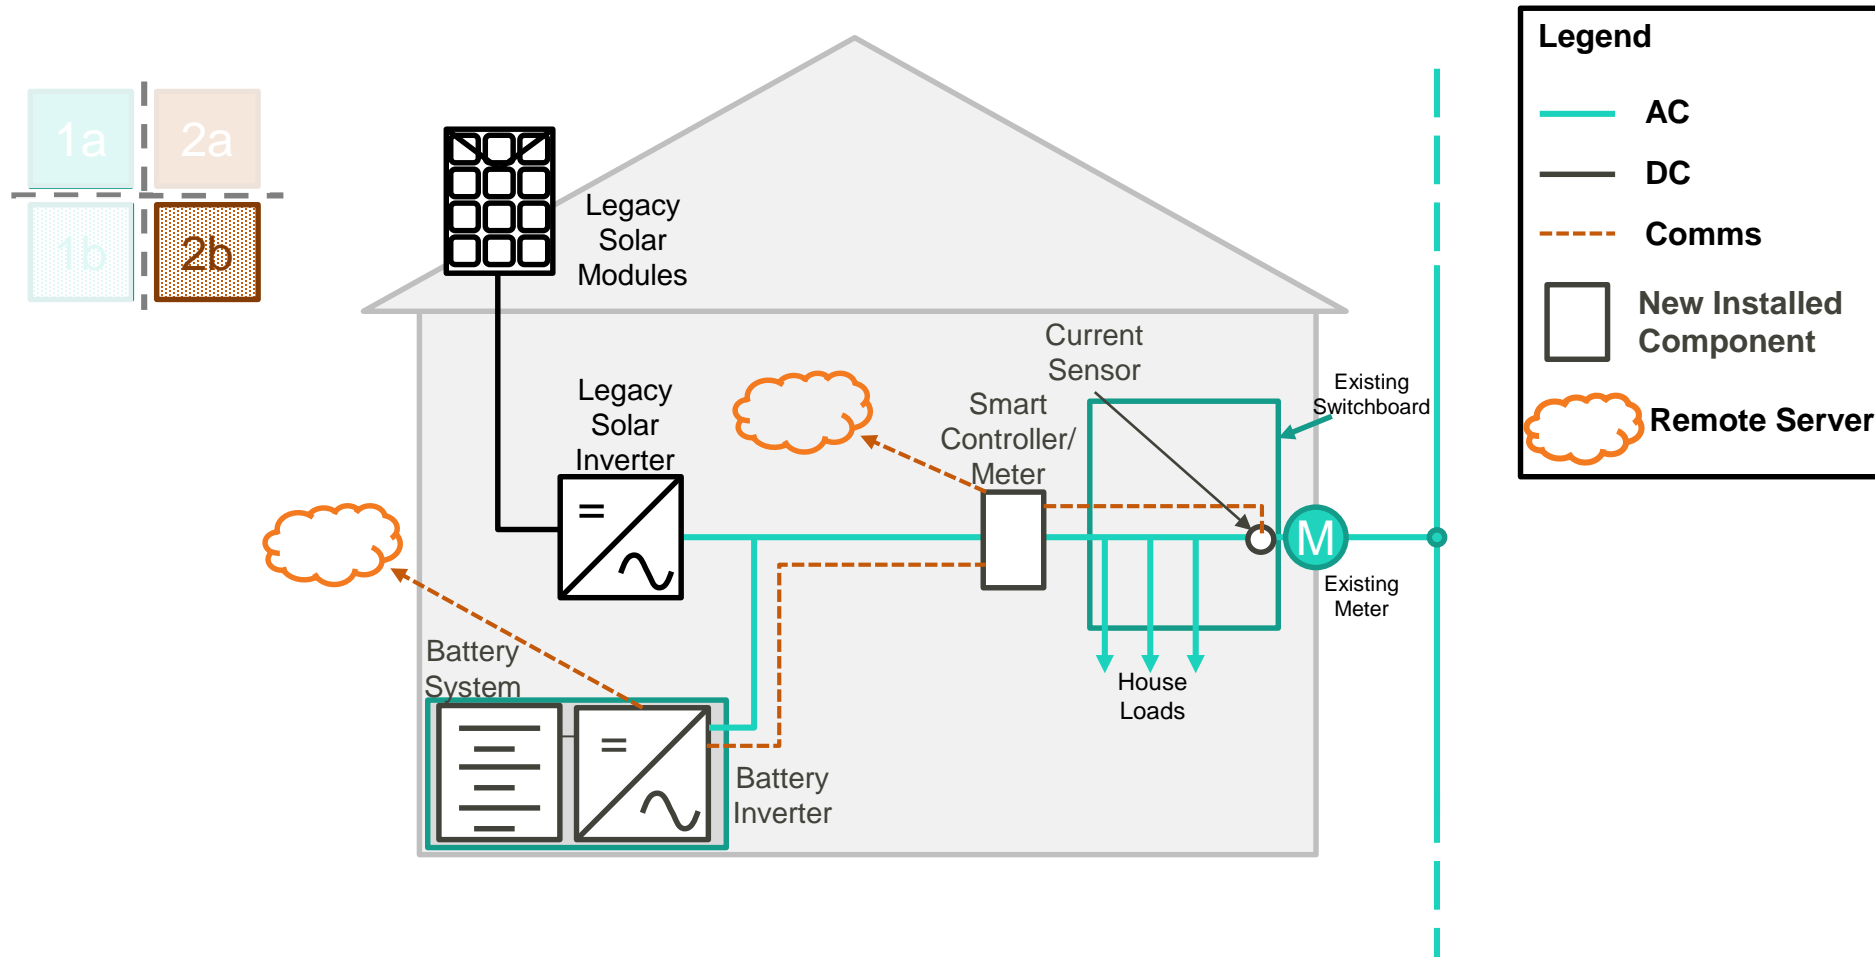 1a
2a
1b
2b
Legacy
Solar
Modules
Legacy
Solar
Inverter
Current
Sensor
Smart
Controller/
Meter
Existing
Switchboard
M
Existing
Meter
House
Loads
Battery
System
Battery
Inverter
Legend
AC
DC
Comms
New Installed
Component
Remote Server